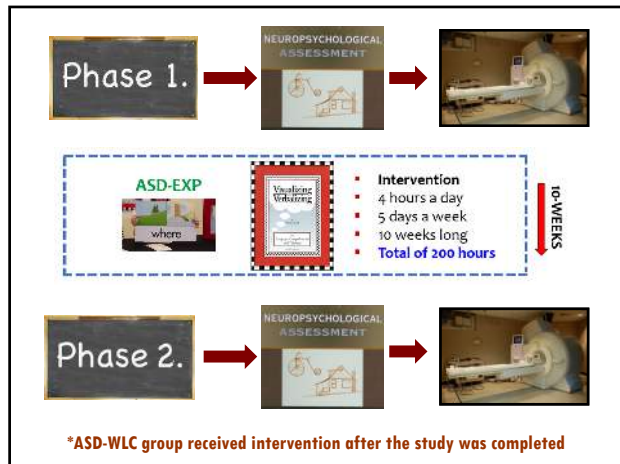 Phase 1.
NEUROPSYCHOLOGICAL
ASSESSMENT
ASD-EXP
where
Visualizing
Verbalizing
▪ Intervention
▪ 4 hours a day
▪ 5 days a week
▪ 10 weeks long
▪ Total of 200 hours
10-WEEKS
Phase 2.
NEUROPSYCHOLOGICAL
ASSESSMENT
*ASD-WLC group received intervention after the study was completed